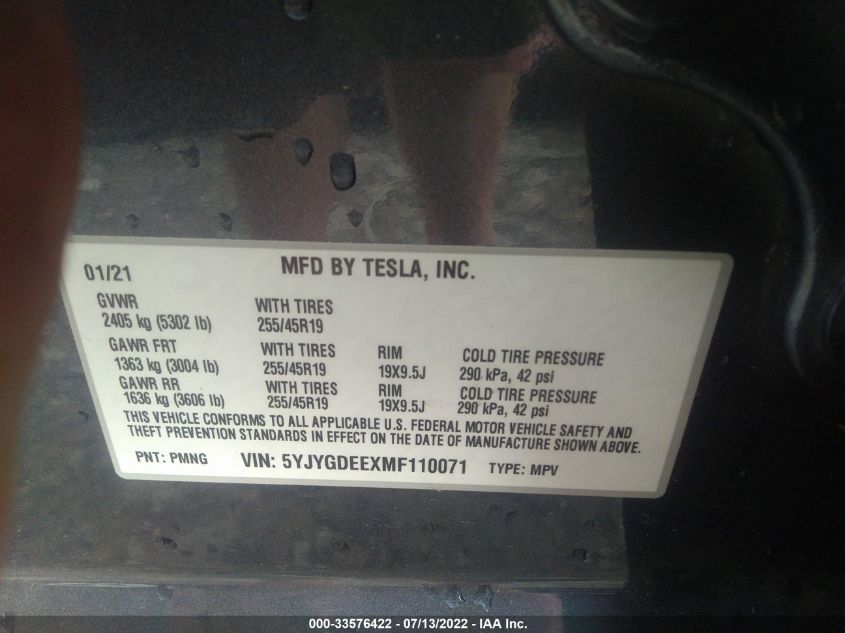 01/21 MFD BY TESLA, INC.
GVWR WITH TIRES
2405 kg (5302 lb) 255/45R19
GAWR FRT WITH TIRES RIM COLD TIRE PRESSURE
1363 kg (3004 lb) 255/45R19 19X9.5J 290 kPa, 42 psi
GAWR RR WITH TIRES RIM COLD TIRE PRESSURE
1636 kg (3606 lb) 255/45R19 19X9.5J 290 kPa, 42 psi
THIS VEHICLE CONFORMS TO ALL APPLICABLE U.S. FEDERAL MOTOR VEHICLE SAFETY AND
THEFT PREVENTION STANDARDS IN EFFECT ON THE DATE OF MANUFACTURE SHOWN ABOVE.
PNT: PMNG VIN: 5YJYGDEEXMF110071 TYPE: MPV
000-33576422 - 07/13/2022 - IAA Inc.